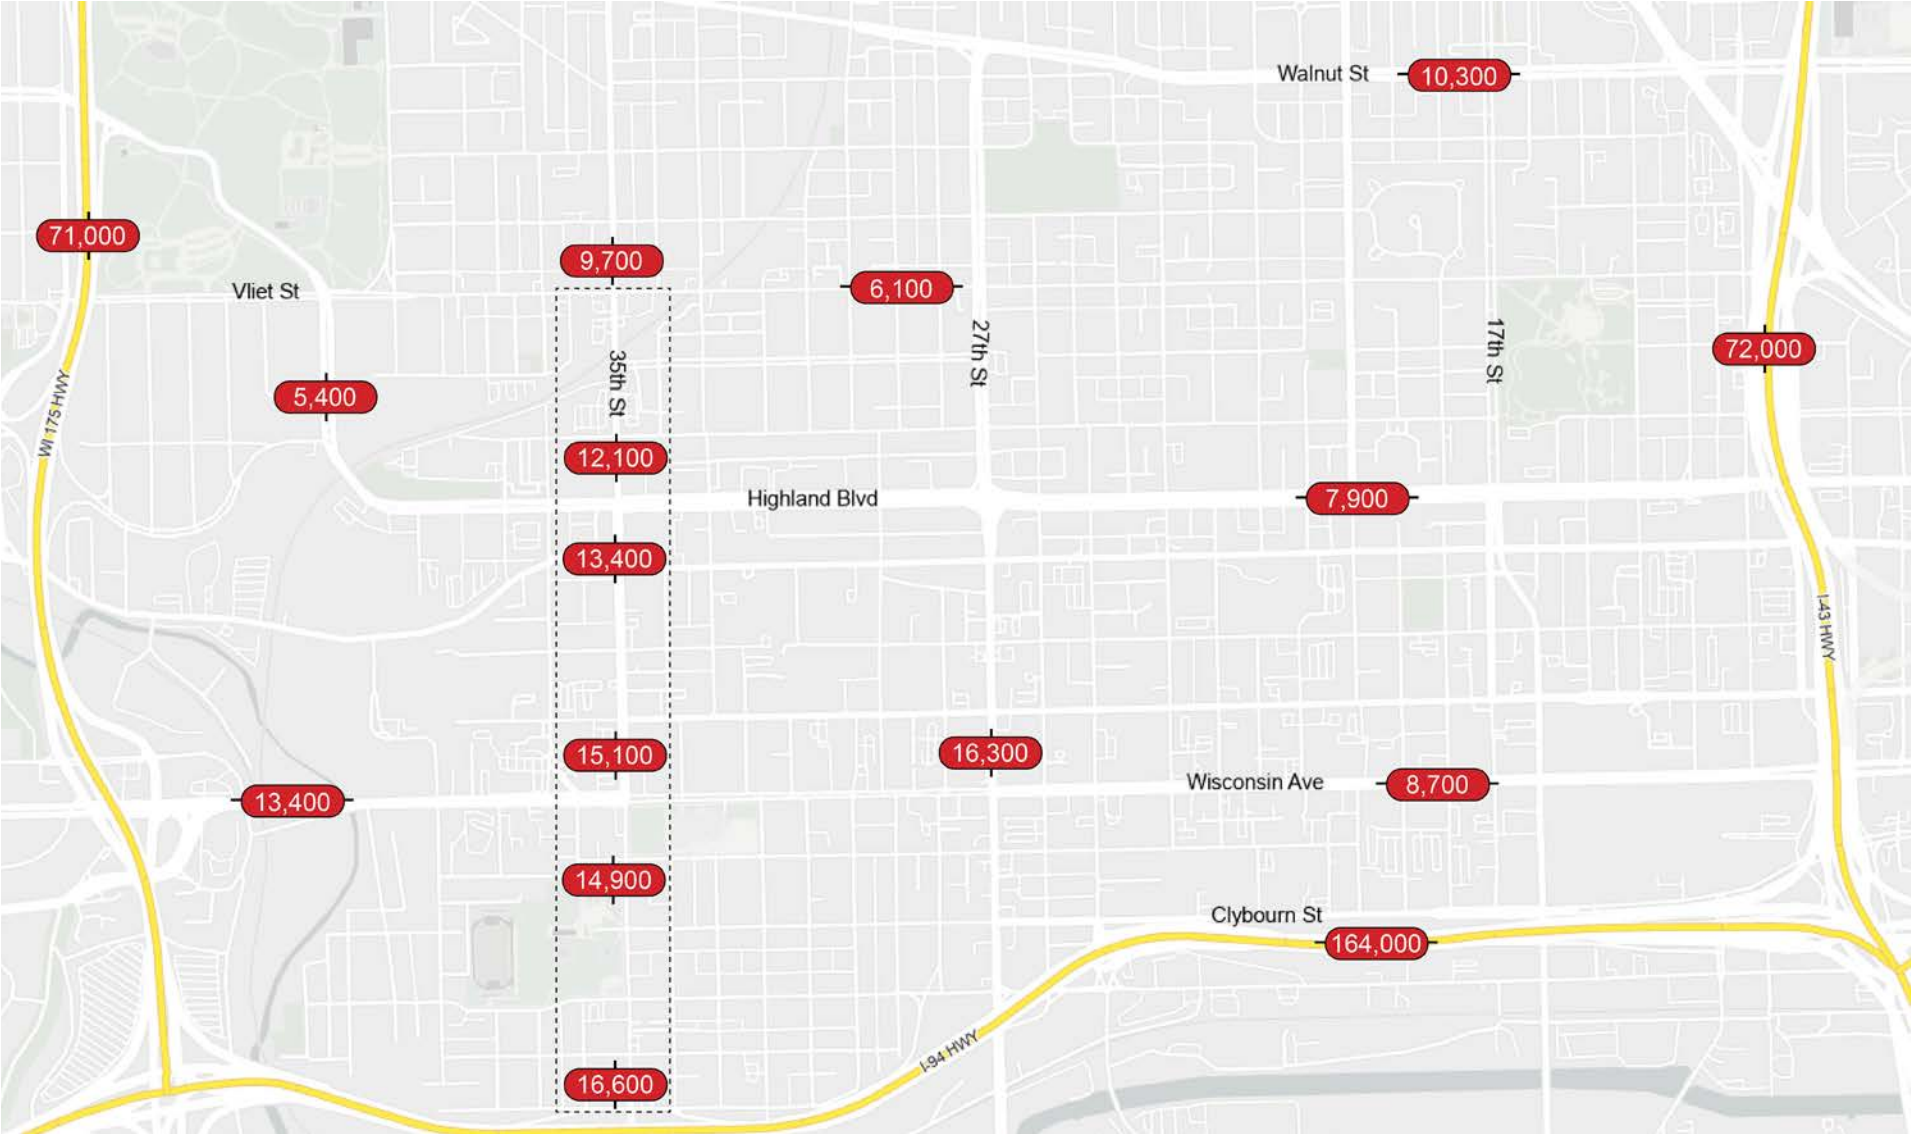 Walnut St
10,300
71,000
9,700
6,100
Vliet St
27th St
17th St
72,000
35th St
5,400
WI 175 HWY
12,100
Highland Blvd
7,900
13,400
I-43 HWY
15,100
16,300
Wisconsin Ave
8,700
13,400
14,900
Clybourn St
164,000
I-94 HWY
16,600